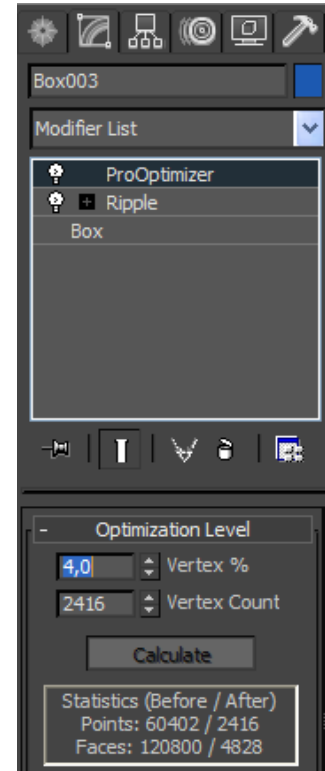 Box003
Modifier List
ProOptimizer
Ripple
Box
- Optimization Level
4,0 Vertex %
2416 Vertex Count
Calculate
Statistics (Before / After)
Points: 60402 / 2416
Faces: 120800 / 4828